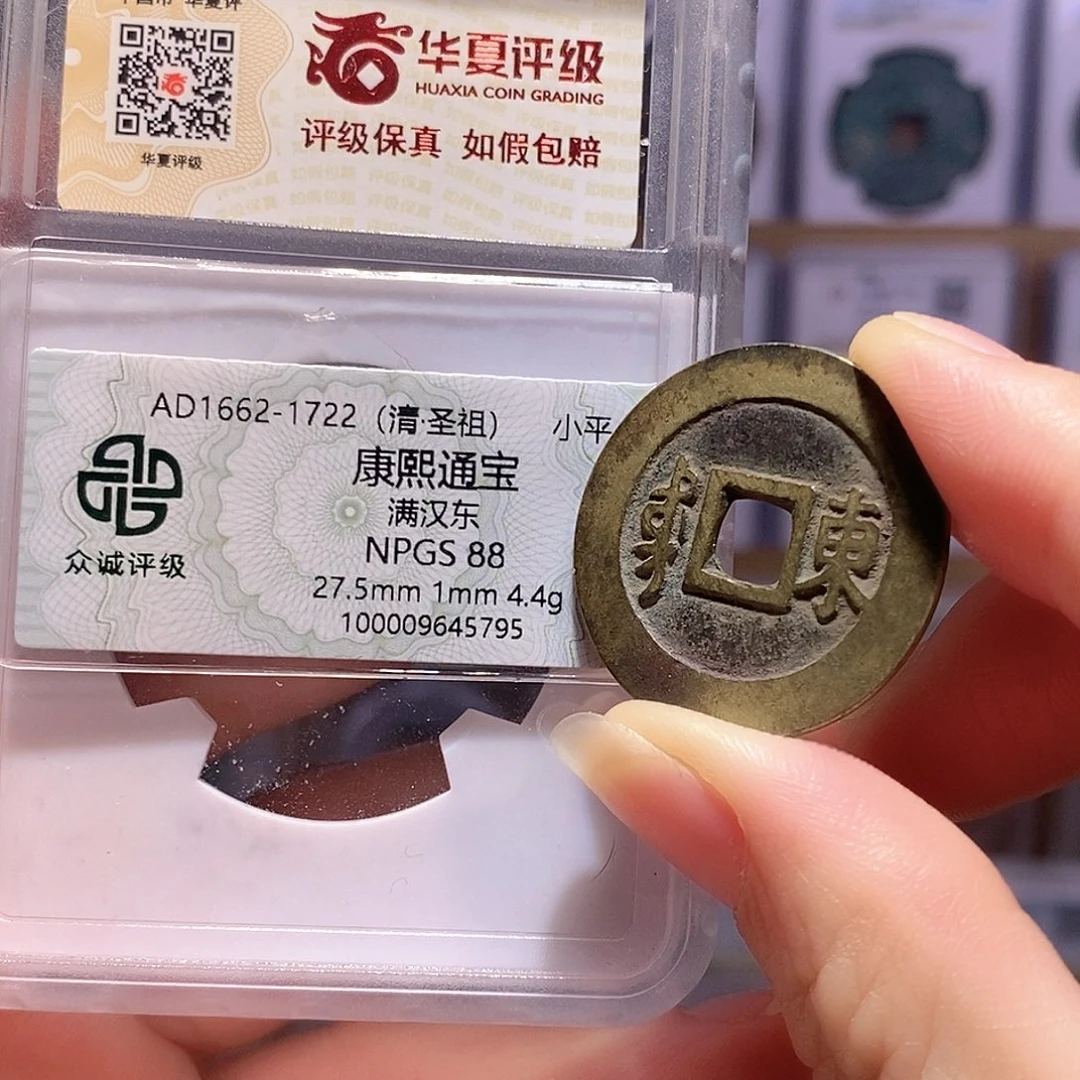 华夏评级
华夏评级
HUAXIA COIN GRADING
评级保真 如假包赔
AD1662-1722（清·圣祖） 小平
康熙通宝
满汉东
NPGS 88
27.5mm 1mm 4.4g
100009645795
众诚评级
東